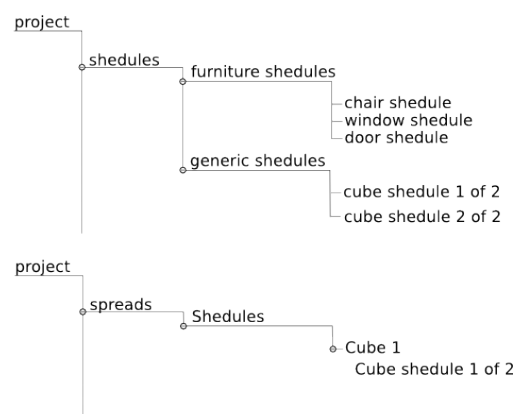 project
shedules
furniture shedules
chair shedule
window shedule
door shedule
generic shedules
cube shedule 1 of 2
cube shedule 2 of 2
project
spreads
Shedules
Cube 1
Cube shedule 1 of 2